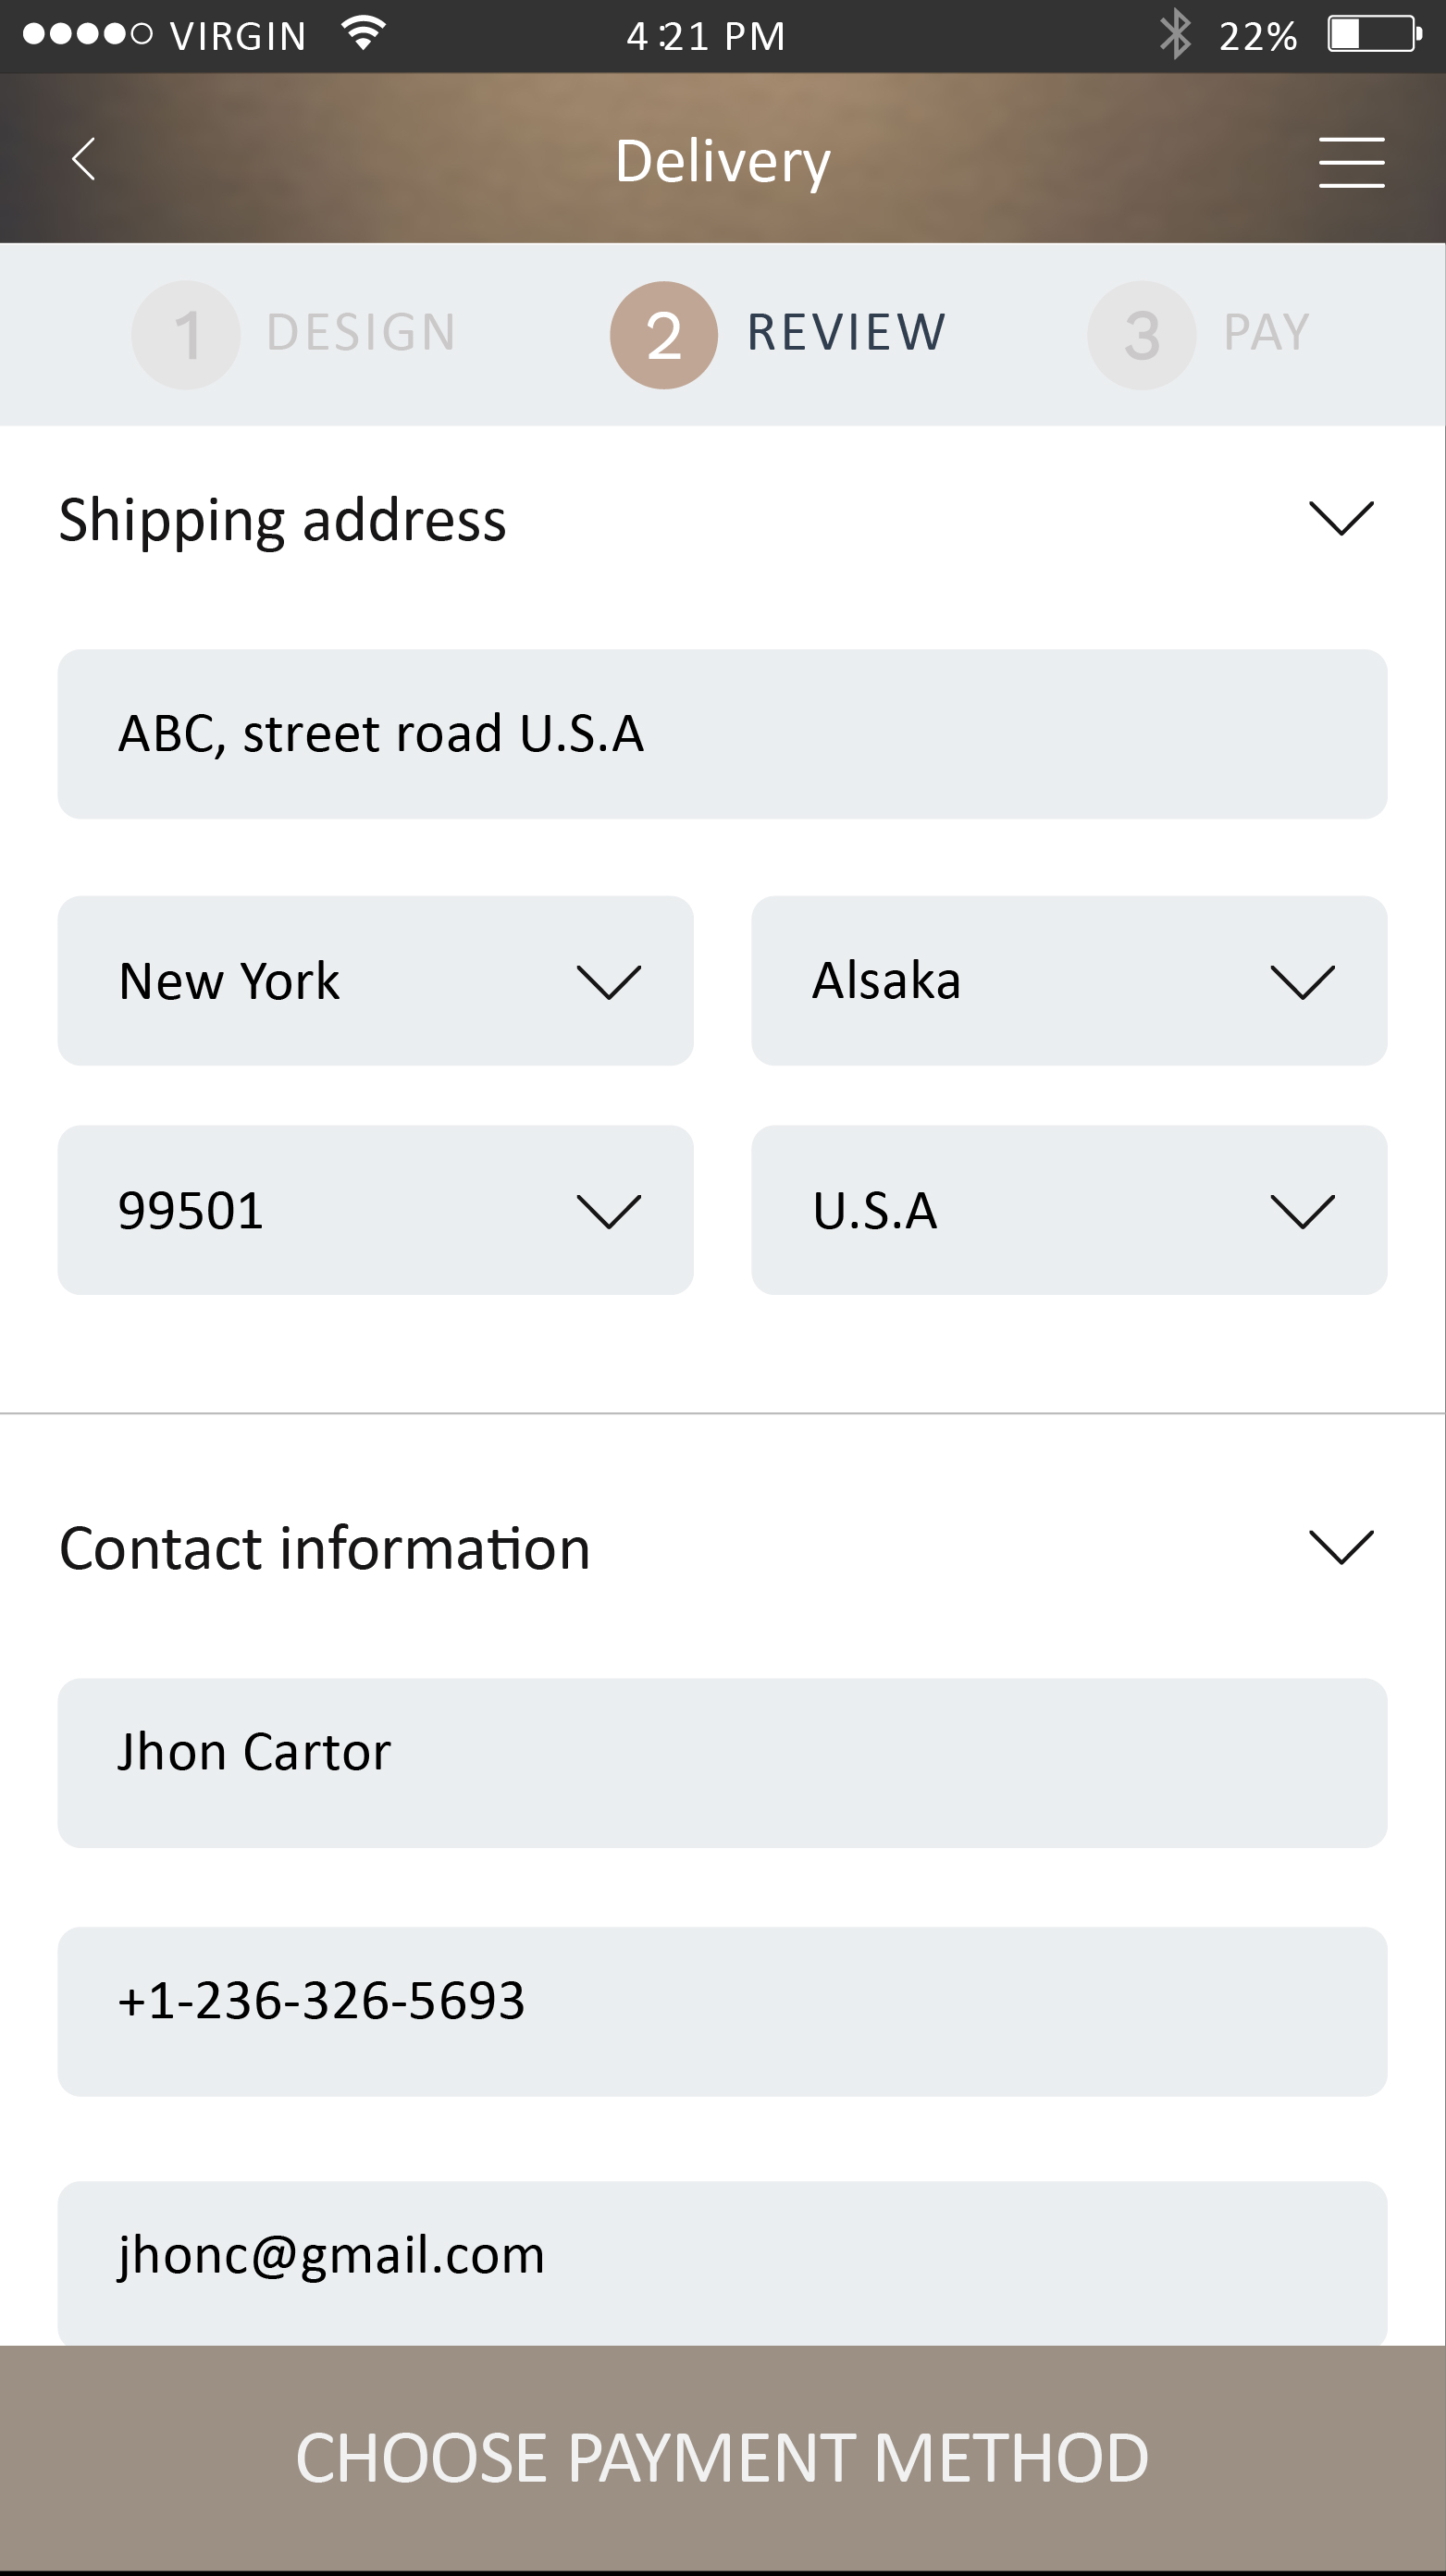 VIRGIN 4:21 PM 22%
Delivery
1 DESIGN 2 REVIEW 3 PAY
Shipping address
ABC, street road U.S.A
New York Alsaka
99501 U.S.A
Contact information
Jhon Cartor
+1-236-326-5693
jhonc@gmail.com
CHOOSE PAYMENT METHOD